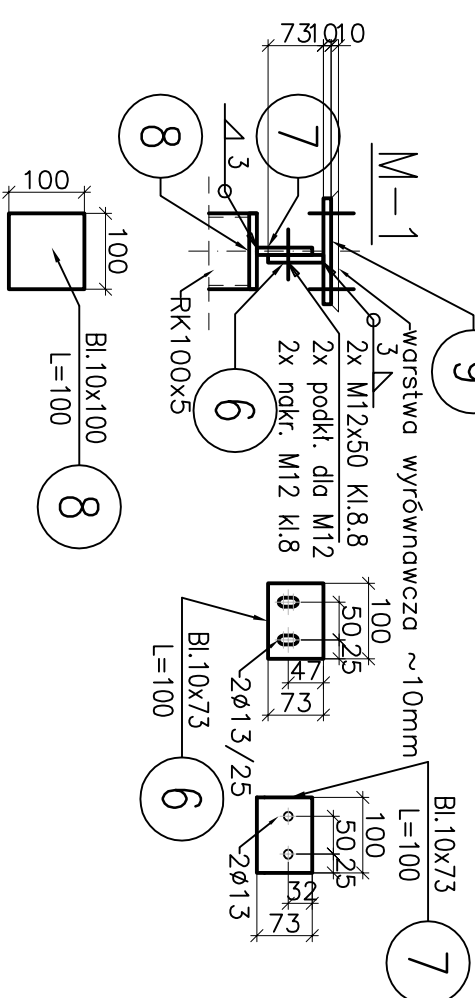 M-1
73
10
10
7
8
3
9
warstwa wyrównawcza ~10mm
3
2x M12x50 Kl.8.8
2x podkł. dla M12
2x nakr. M12 kl.8
6
RK100x5
100
100
Bl.10x100
L=100
8
100
50
25
47
73
2ø13/25
Bl.10x73
L=100
6
100
50
25
32
73
2ø13
Bl.10x73
L=100
7